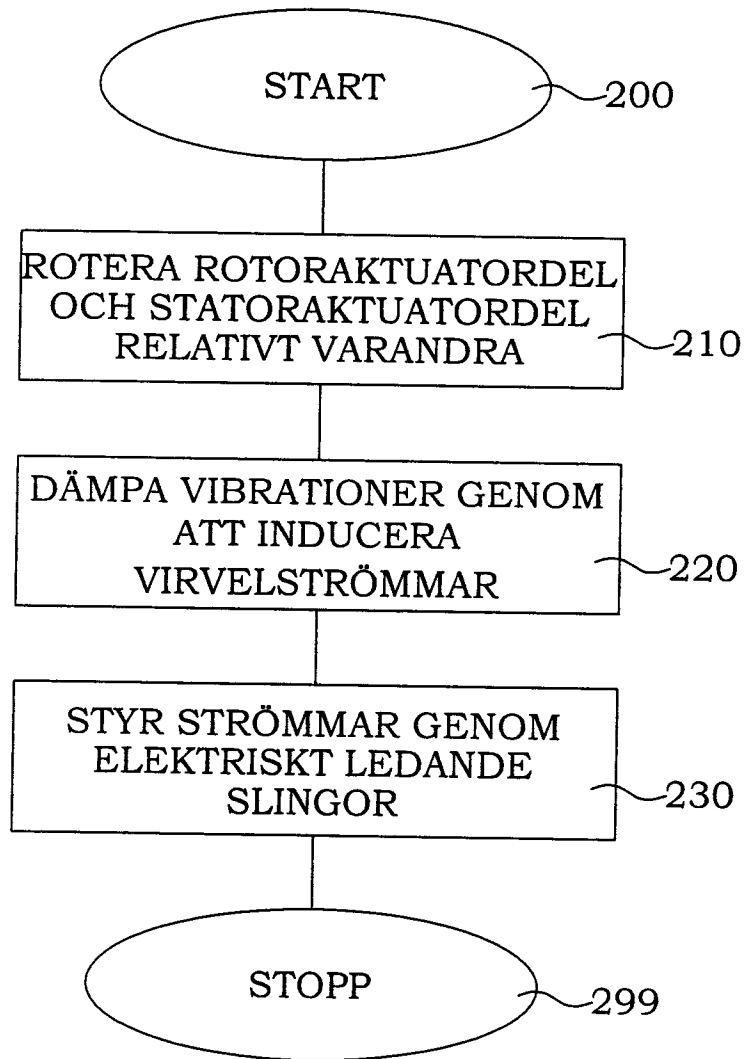 START
200
ROTERA ROTORAKTUATORDEL
OCH STATORAKTUATORDEL
RELATIVT VARANDRA
210
DÄMPA VIBRATIONER GENOM
ATT INDUCERA
VIRVELSTRÖMMAR
220
STYR STRÖMMAR GENOM
ELEKTRISKT LEDANDE
SLINGOR
230
STOPP
299